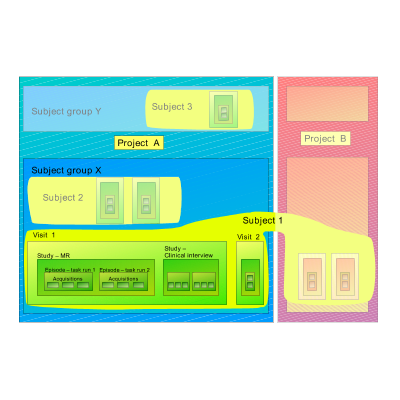 Subject 3
Subject group Y
Project A
Project B
Subject group X
Subject 2
Subject 1
Visit 1
Visit 2
Study –
Clinical interview
Study – MR
Episode – task run 1
Episode – task run 2
Acquisitions
Acquisitions